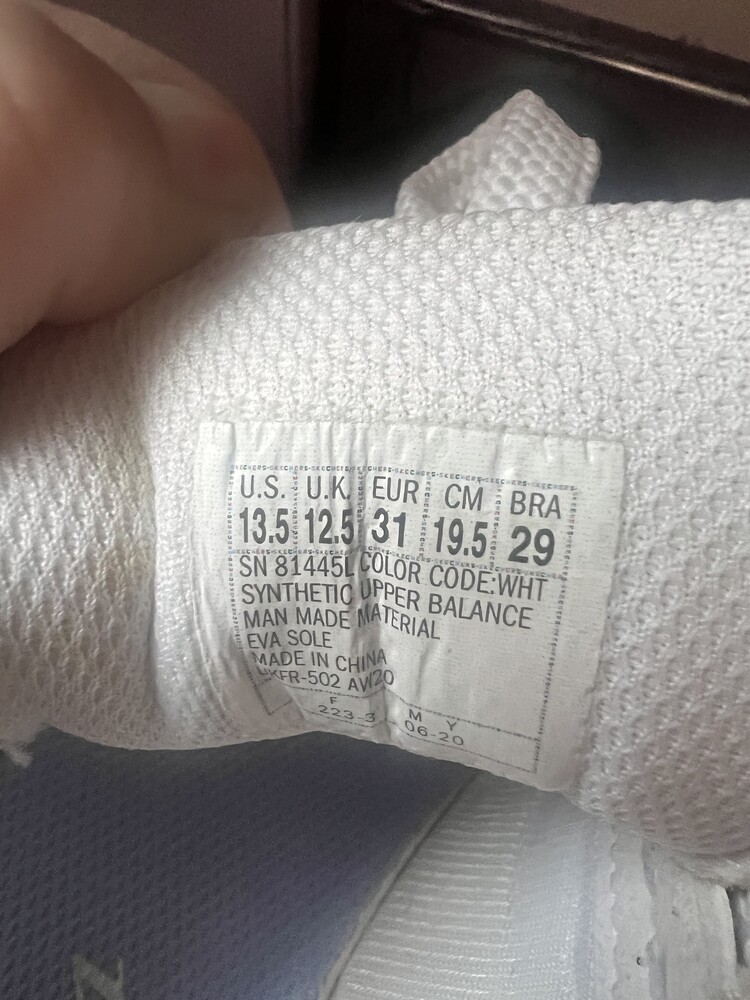 U.S. U.K. EUR CM BRA
13.5 12.5 31 19.5 29
SN 81445L COLOR CODE:WHT
SYNTHETIC UPPER BALANCE
MAN MADE MATERIAL
EVA SOLE
MADE IN CHINA
AW20
F M Y
223-3 06-20